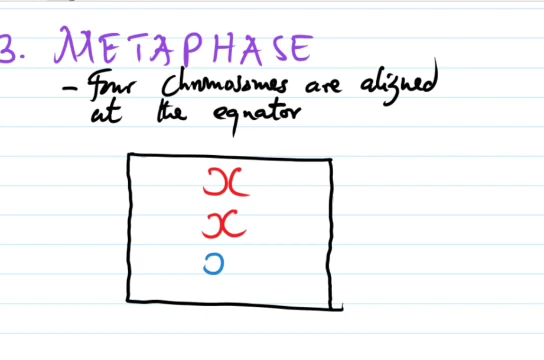 3. METAPHASE
- Four chromosomes are aligned
at the equator